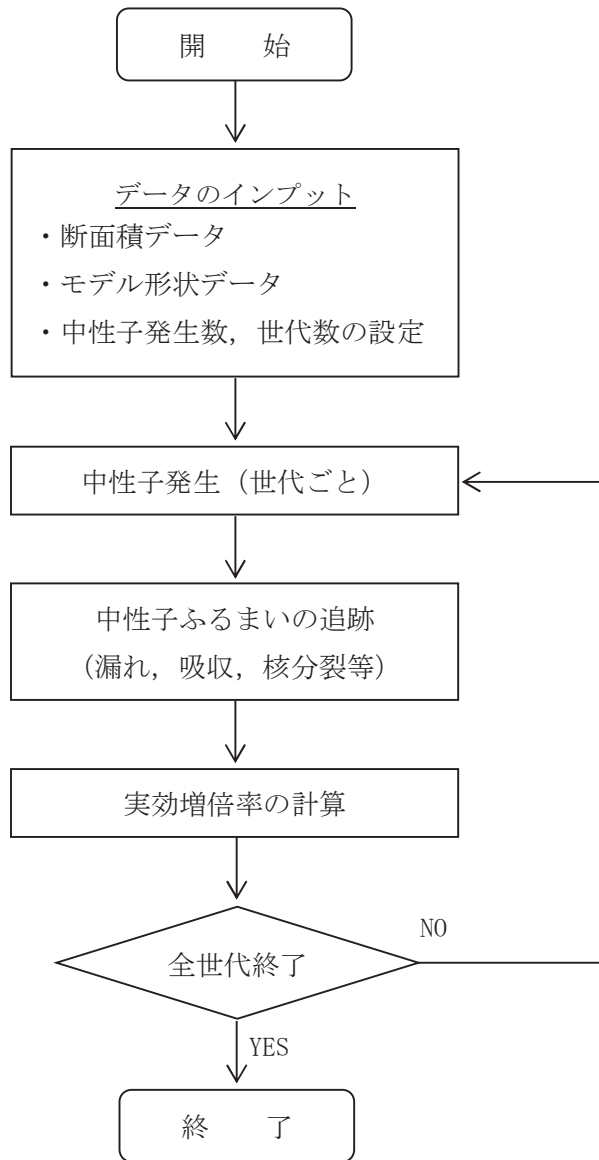 開　始
データのインプット
・断面積データ
・モデル形状データ
・中性子発生数，世代数の設定
中性子発生（世代ごと）
中性子ふるまいの追跡
（漏れ，吸収，核分裂等）
実効増倍率の計算
全世代終了
NO
YES
終　了